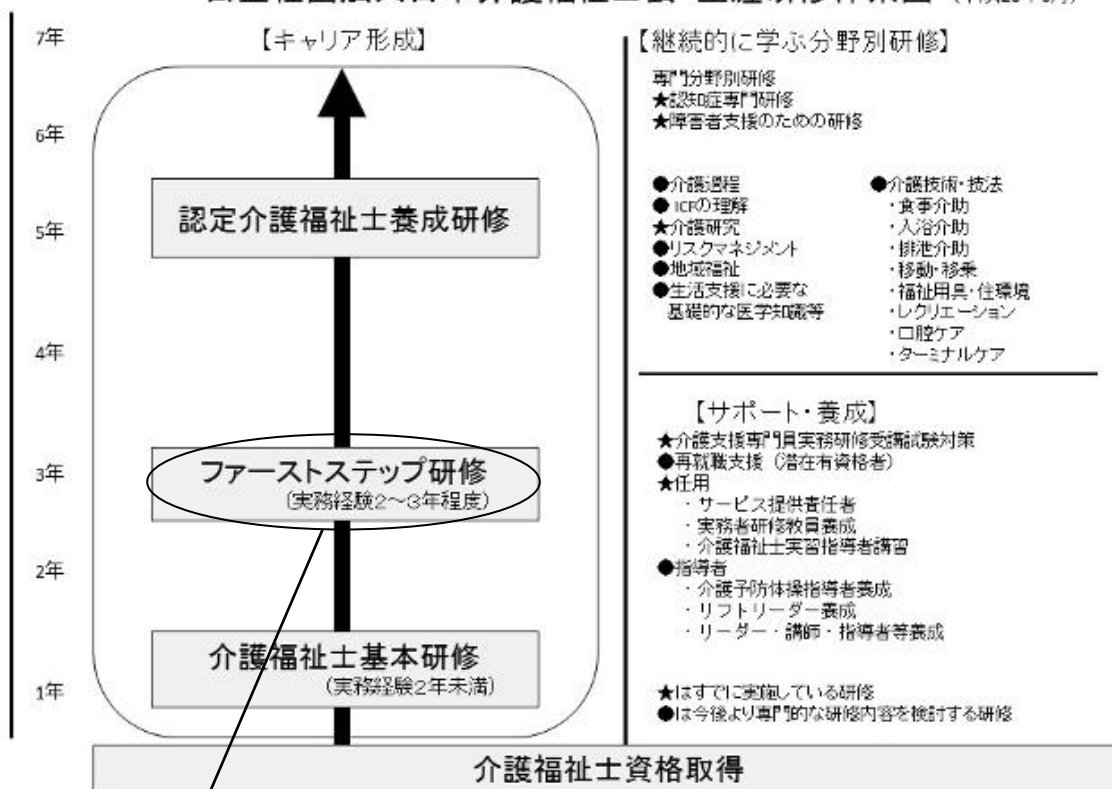 7年
6年
5年
4年
3年
2年
1年
【キャリア形成】
認定介護福祉士養成研修
ファーストステップ研修
(実務経験2～3年程度)
介護福祉士基本研修
(実務経験2年未満)
【継続的に学ぶ分野別研修】
専門分野別研修
★認知症専門研修
★障害者支援のための研修
●介護過程
●ICFの理解
★介護研究
●リスクマネジメント
●地域福祉
●生活支援に必要な
基礎的な医学知識等
●介護技術・技法
・食事介助
・入浴介助
・排泄介助
・移動・移乗
・福祉用具・住環境
・レクリエーション
・口腔ケア
・ターミナルケア
【サポート・養成】
★介護支援専門員実務研修受講試験対策
●再就職支援（潜在有資格者）
★任用
・サービス提供責任者
・実務者研修教員養成
・介護福祉士実習指導者講習
●指導者
・介護予防体操指導者養成
・リフトリーダー養成
・リーダー・講師・指導者等養成
★はすでに実施している研修
●は今後より専門的な研修内容を検討する研修
介護福祉士資格取得